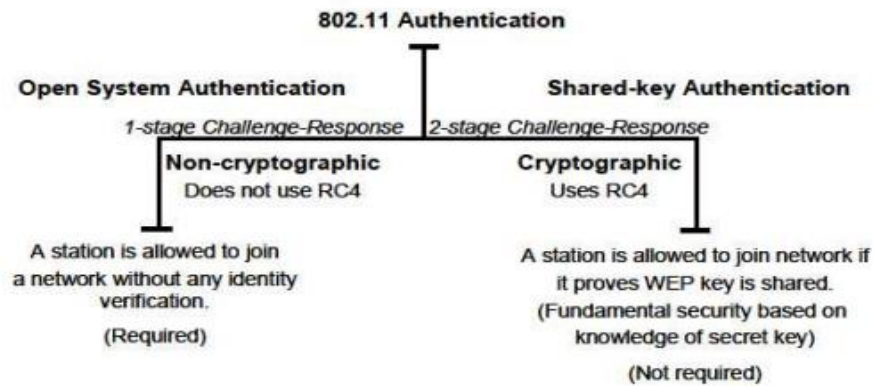 802.11 Authentication
Open System Authentication
1-stage Challenge-Response
Non-cryptographic
Does not use RC4
A station is allowed to join
a network without any identity
verification.
(Required)
Shared-key Authentication
2-stage Challenge-Response
Cryptographic
Uses RC4
A station is allowed to join network if
it proves WEP key is shared.
(Fundamental security based on
knowledge of secret key)
(Not required)